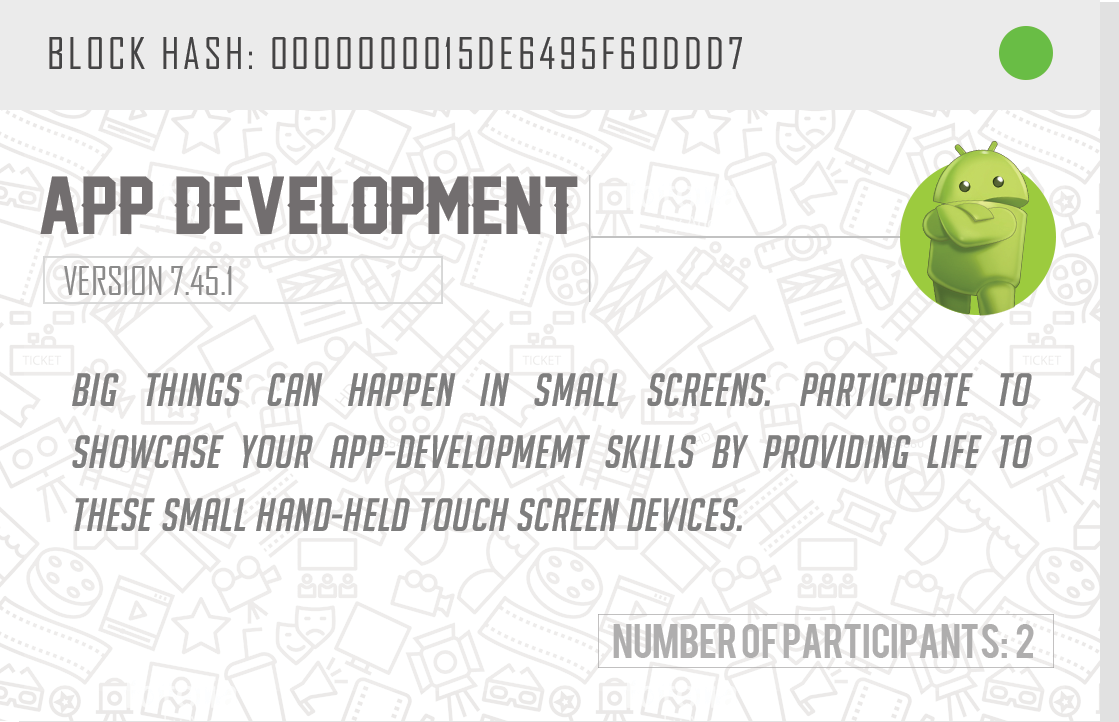 BLOCK HASH: 0000000015DE6495F60DDD7
APP DEVELOPMENT
VERSION 7.45.1
TICKET TICKET TICKET
BIG THINGS CAN HAPPEN IN SMALL SCREENS. PARTICIPATE TO
SHOWCASE YOUR APP-DEVELOPMEMT SKILLS BY PROVIDING LIFE TO
THESE SMALL HAND-HELD TOUCH SCREEN DEVICES.
NUMBER OF PARTICIPANTS: 2